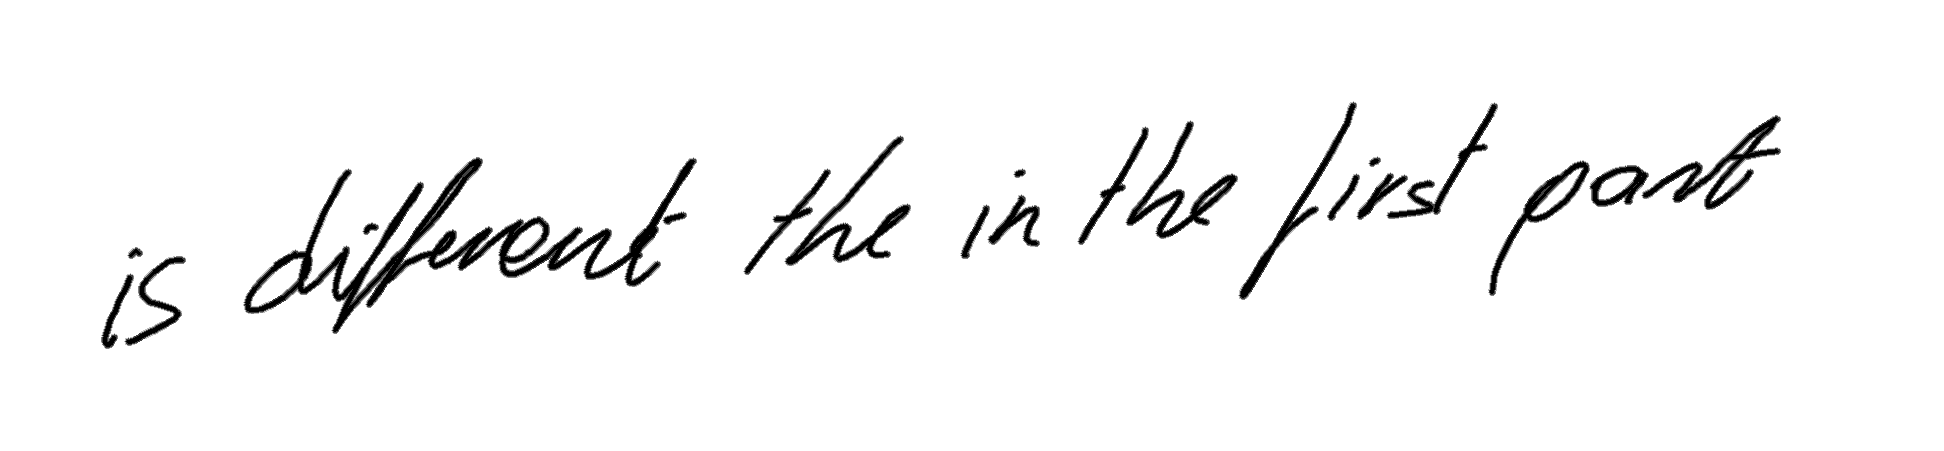 is different the in the first part